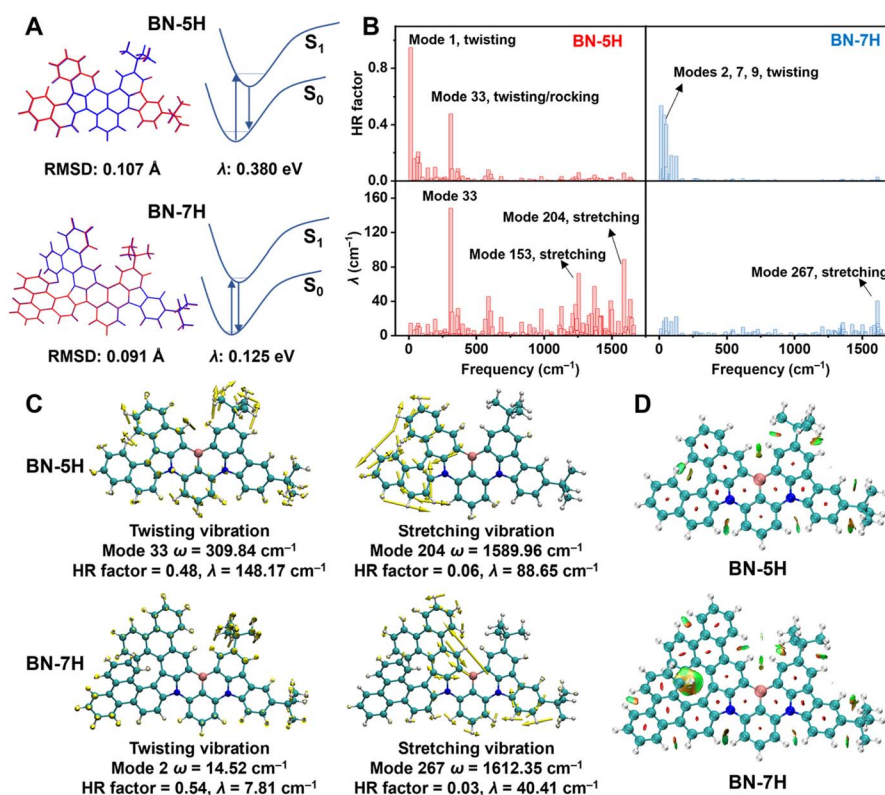 A
BN-5H
S1
S0
RMSD: 0.107 Å
λ: 0.380 eV
BN-7H
S1
S0
RMSD: 0.091 Å
λ: 0.125 eV
B
Mode 1, twisting
BN-5H
BN-7H
Modes 2, 7, 9, twisting
Mode 33, twisting/rocking
HR factor
0.8
0.4
0.0
Mode 33
Mode 204, stretching
Mode 153, stretching
Mode 267, stretching
λ (cm⁻¹)
160
120
80
40
0
0 500 1000 1500 0 500 1000 1500
Frequency (cm⁻¹) Frequency (cm⁻¹)
C
BN-5H
Twisting vibration
Mode 33 ω = 309.84 cm⁻¹
HR factor = 0.48, λ = 148.17 cm⁻¹
Stretching vibration
Mode 204 ω = 1589.96 cm⁻¹
HR factor = 0.06, λ = 88.65 cm⁻¹
BN-7H
Twisting vibration
Mode 2 ω = 14.52 cm⁻¹
HR factor = 0.54, λ = 7.81 cm⁻¹
Stretching vibration
Mode 267 ω = 1612.35 cm⁻¹
HR factor = 0.03, λ = 40.41 cm⁻¹
D
BN-5H
BN-7H